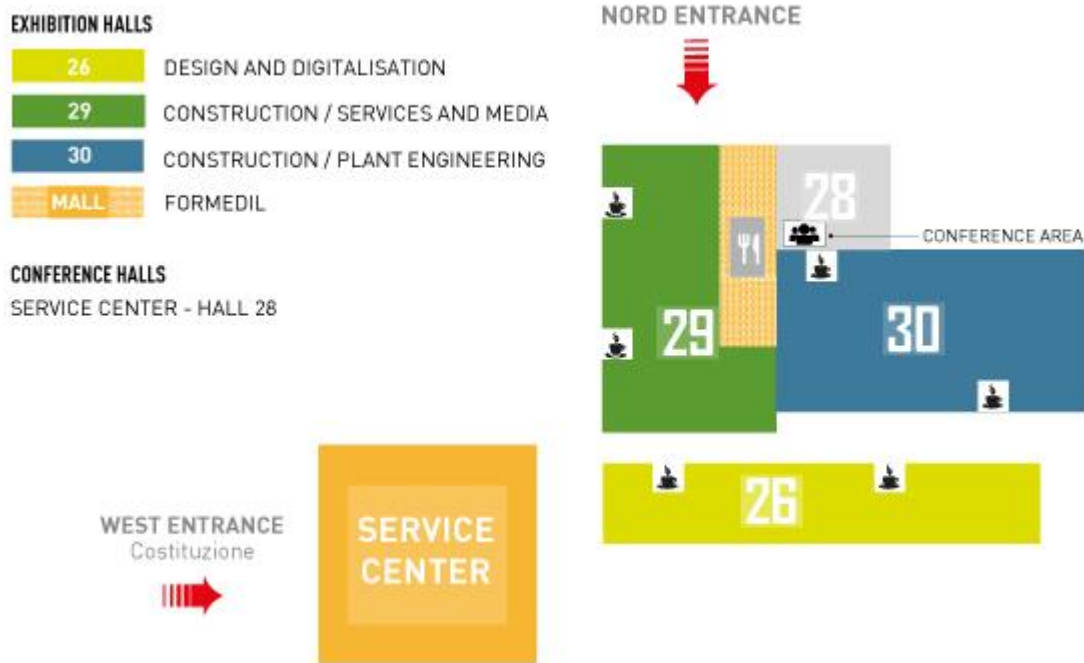 EXHIBITION HALLS
26 DESIGN AND DIGITALISATION
29 CONSTRUCTION / SERVICES AND MEDIA
30 CONSTRUCTION / PLANT ENGINEERING
MALL FORMEDIL
CONFERENCE HALLS
SERVICE CENTER - HALL 28
WEST ENTRANCE
Costituzione
SERVICE
CENTER
NORD ENTRANCE
28
CONFERENCE AREA
29
30
26